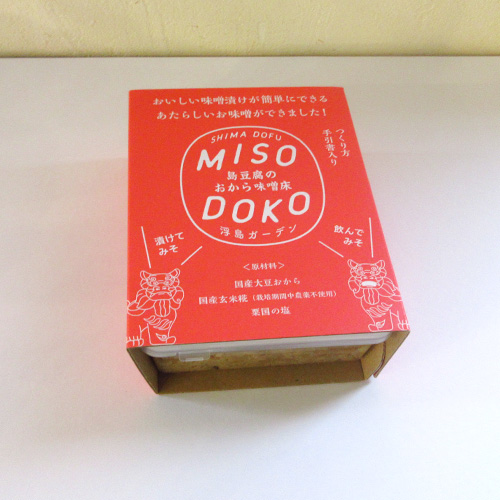 おいしい味噌漬けが簡単にできる
あたらしいお味噌ができました!
つくり方
手引書入り
SHIMA DOFU
MISO
島豆腐の
おから味噌床
DOKO
浮島ガーデン
漬けて
みそ
飲んで
みそ
<原材料>
国産大豆おから
国産玄米糀(栽培期間中農薬不使用)
粟国の塩